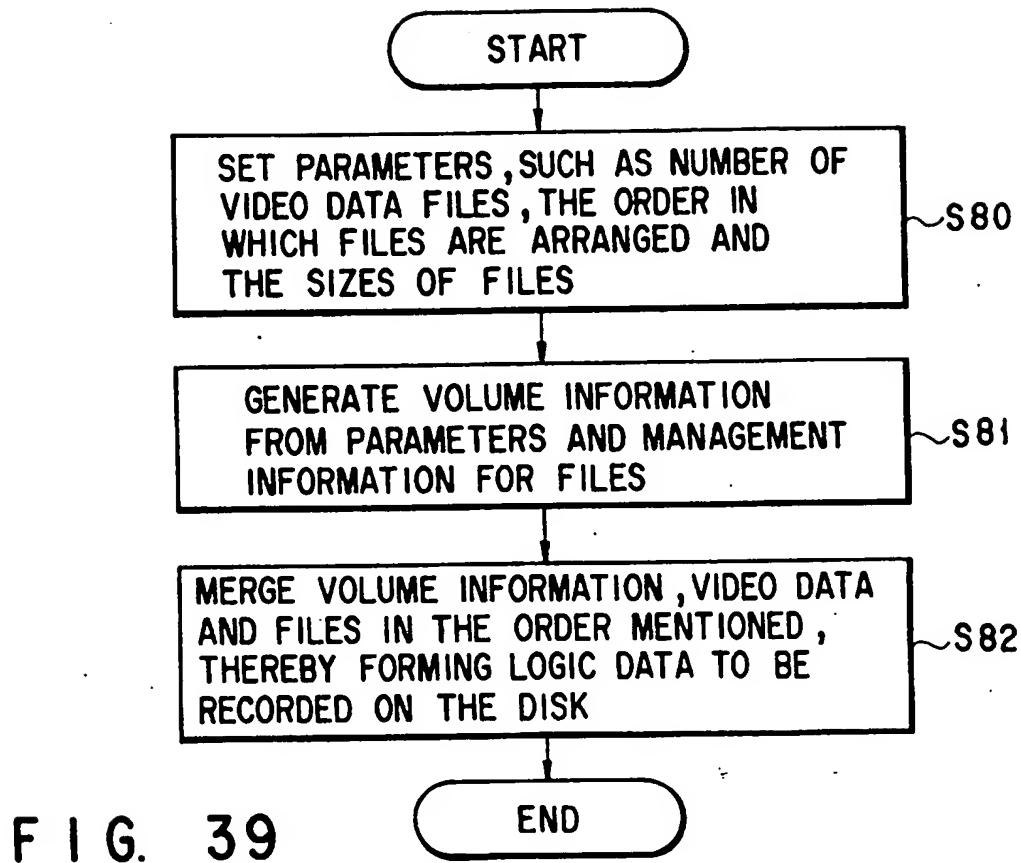 START
SET PARAMETERS, SUCH AS NUMBER OF
VIDEO DATA FILES, THE ORDER IN
WHICH FILES ARE ARRANGED AND
THE SIZES OF FILES
S80
GENERATE VOLUME INFORMATION
FROM PARAMETERS AND MANAGEMENT
INFORMATION FOR FILES
S81
MERGE VOLUME INFORMATION, VIDEO DATA
AND FILES IN THE ORDER MENTIONED,
THEREBY FORMING LOGIC DATA TO BE
RECORDED ON THE DISK
S82
END
FIG. 39